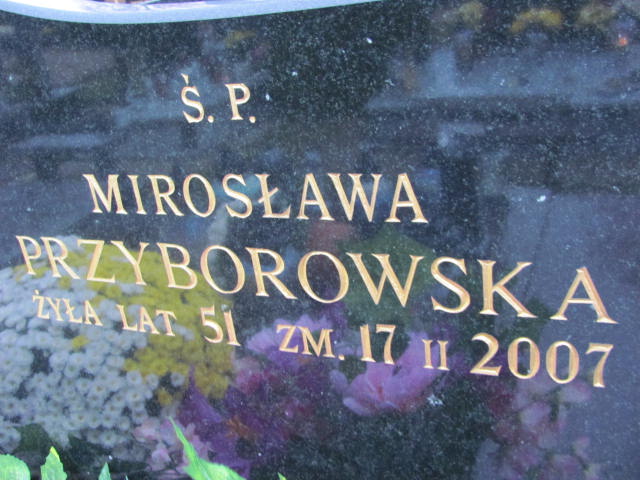 Ś. P.
MIROSŁAWA
PRZYBOROWSKA
ŻYŁA LAT 51 ZM. 17 II 2007